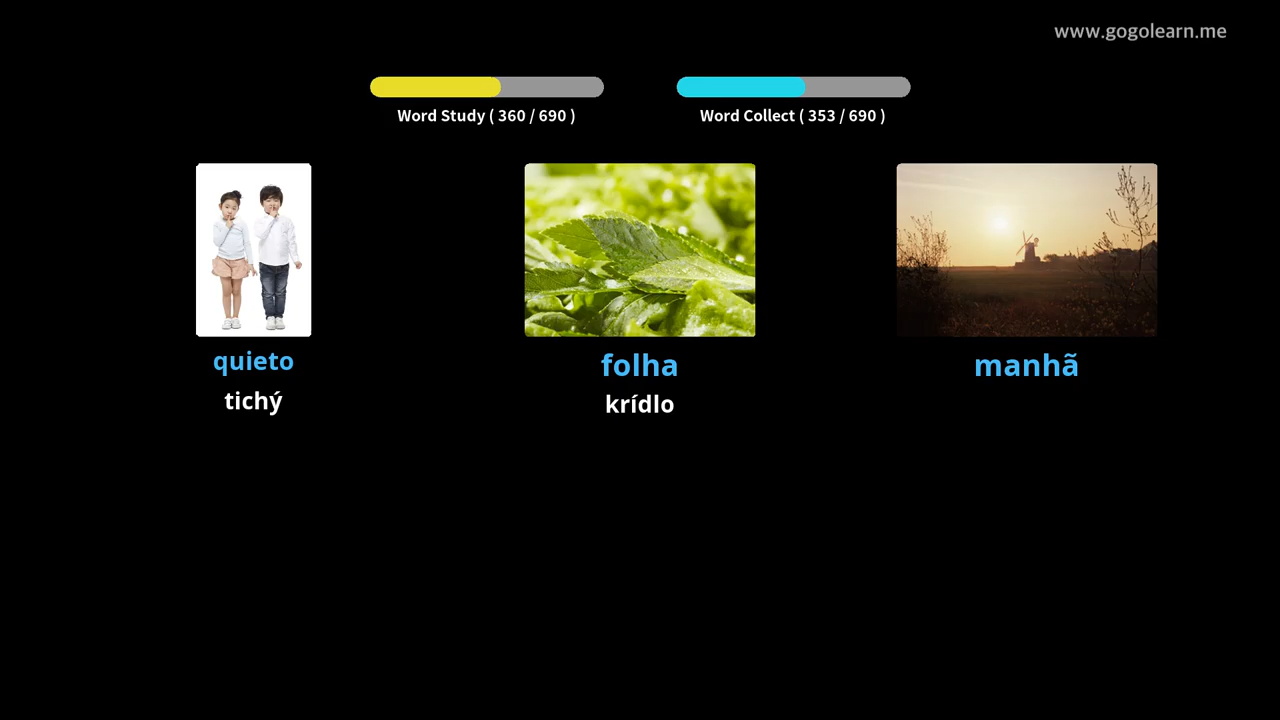 www.gogolearn.me
Word Study ( 360 / 690 )
Word Collect ( 353 / 690 )
quieto
tichý
folha
krídlo
manhã